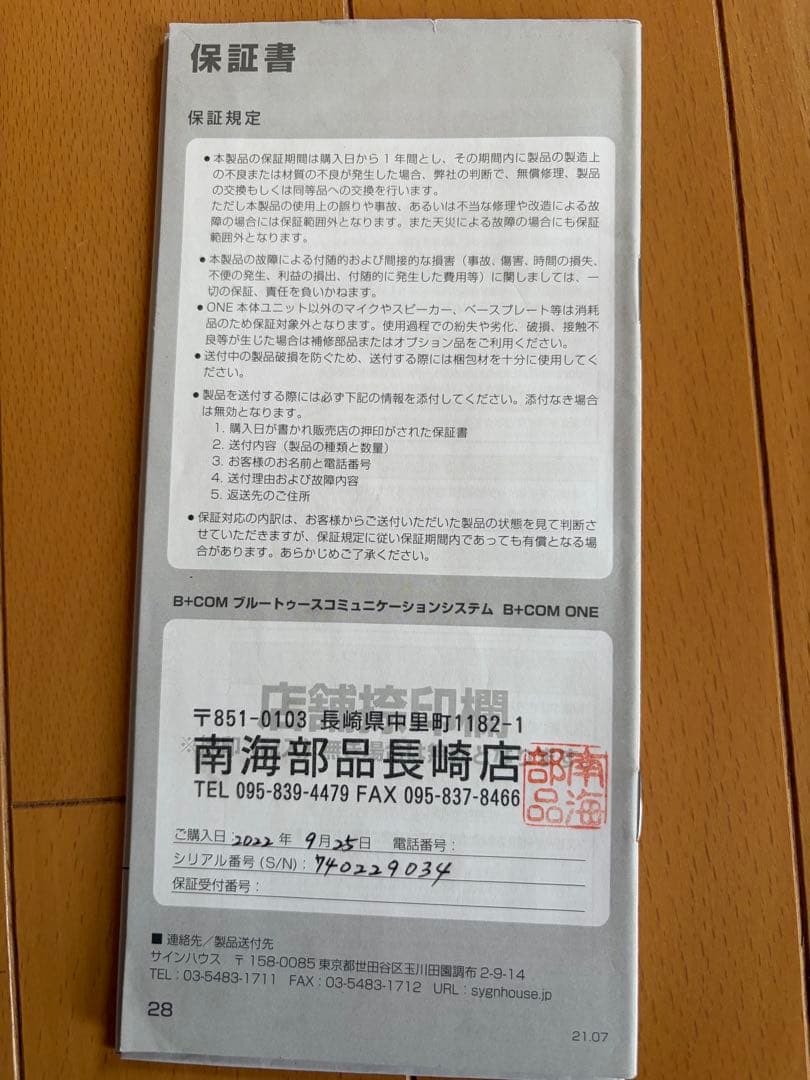 保証書
保証規定
● 本製品の保証期間は購入日から1年間とし、その期間内に製品の製造上
の不良または材質の不良が発生した場合、弊社の判断で、無償修理、製品
の交換もしくは同等品への交換を行います。
ただし本製品の使用上の誤りや事故、あるいは不当な修理や改造による故
障の場合には保証範囲外となります。また天災による故障の場合にも保証
範囲外となります。
● 本製品の故障による付随的および間接的な損害（事故、傷害、時間の損失、
不便の発生、利益の損出、付随的に発生した費用等）に関しましては、一
切の保証、責任を負いかねます。
● ONE 本体ユニット以外のマイクやスピーカー、ベースプレート等は消耗
品のため保証対象外となります。使用過程での紛失や劣化、破損、接触不
良等が生じた場合は補修部品またはオプション品をご利用ください。
● 送付中の製品破損を防ぐため、送付する際には梱包材を十分に使用してく
ださい。
● 製品を送付する際には必ず下記の情報を添付してください。添付なき場合
は無効となります。
1. 購入日が書かれ販売店の押印がされた保証書
2. 送付内容（製品の種類と数量）
3. お客様のお名前と電話番号
4. 送付理由および故障内容
5. 返送先のご住所
● 保証対応の内訳は、お客様からご送付いただいた製品の状態を見て判断さ
せていただきますが、保証規定に従い保証期間内であっても有償となる場
合があります。あらかじめご了承ください。
B+COM ブルートゥースコミュニケーションシステム B+COM ONE
店舗捺印欄
〒851-0103 長崎県中里町1182-1
南海部品長崎店
TEL 095-839-4479 FAX 095-837-8466
南海部品
ご購入日：2022年 9月25日 電話番号：
シリアル番号 (S/N)：740229034
保証受付番号：
■ 連絡先／製品送付先
サインハウス 〒158-0085 東京都世田谷区玉川田園調布 2-9-14
TEL：03-5483-1711 FAX：03-5483-1712 URL：sygnhouse.jp
28
21.07